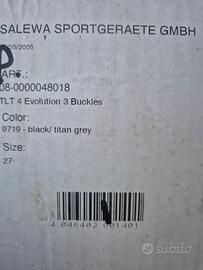 SALEWA SPORTGERAETE GMBH
05/2005
ART.:
08-0000048018
TLT 4 Evolution 3 Buckles
Color:
9719 - black/ titan grey
Size:
27
4 046402 001401
subito